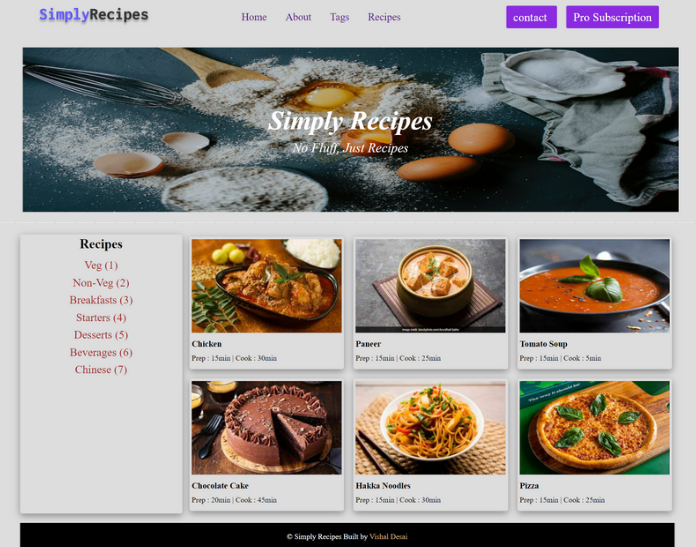 SimplyRecipes
Home About Tags Recipes
contact Pro Subscription
Simply Recipes
No Fluff, Just Recipes
Recipes
Veg (1)
Non-Veg (2)
Breakfasts (3)
Starters (4)
Desserts (5)
Beverages (6)
Chinese (7)
Chicken
Prep : 15min | Cook : 30min
Paneer
Prep : 15min | Cook : 25min
Tomato Soup
Prep : 15min | Cook : 5min
Chocolate Cake
Prep : 20min | Cook : 45min
Hakka Noodles
Prep : 15min | Cook : 30min
Pizza
Prep : 15min | Cook : 25min
© Simply Recipes Built by Vishal Desai